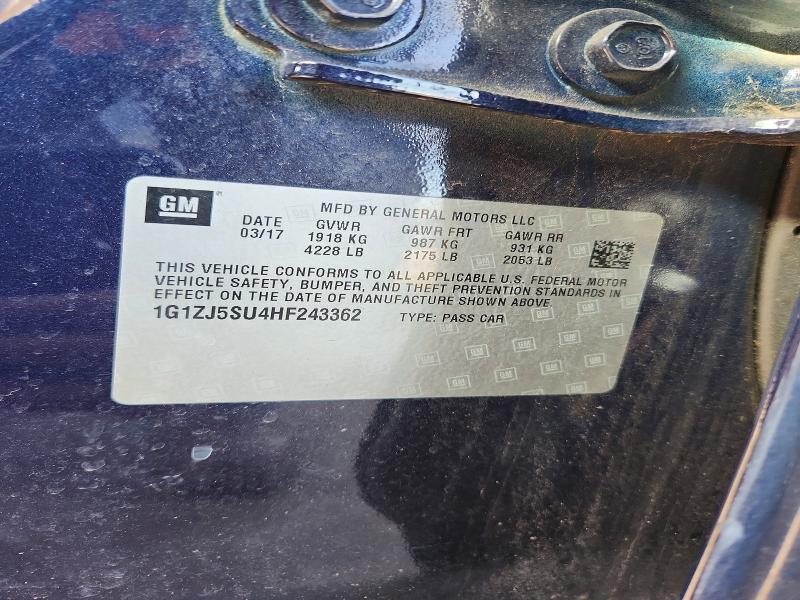 GM
MFD BY GENERAL MOTORS LLC
DATE GVWR GAWR FRT GAWR RR
03/17 1918 KG 987 KG 931 KG
4228 LB 2175 LB 2053 LB
THIS VEHICLE CONFORMS TO ALL APPLICABLE U.S. FEDERAL MOTOR
VEHICLE SAFETY, BUMPER, AND THEFT PREVENTION STANDARDS IN
EFFECT ON THE DATE OF MANUFACTURE SHOWN ABOVE
1G1ZJ5SU4HF243362 TYPE: PASS CAR